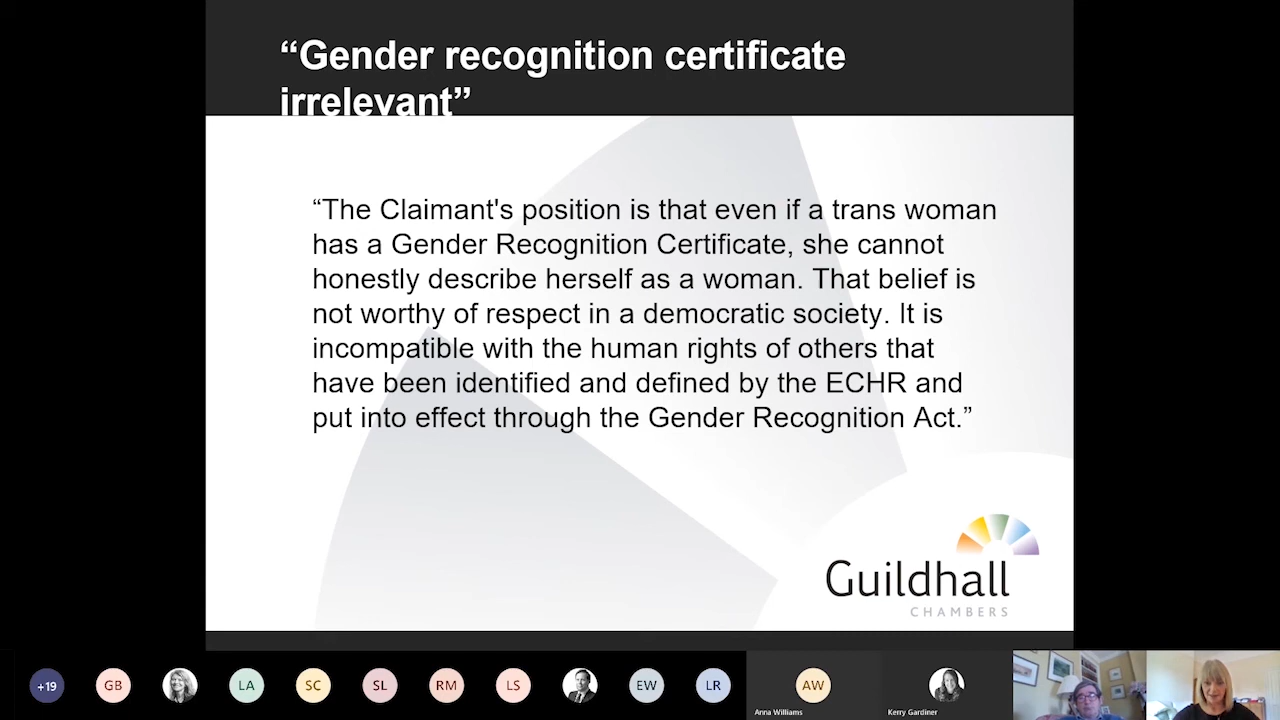 “Gender recognition certificate
irrelevant”
“The Claimant's position is that even if a trans woman
has a Gender Recognition Certificate, she cannot
honestly describe herself as a woman. That belief is
not worthy of respect in a democratic society. It is
incompatible with the human rights of others that
have been identified and defined by the ECHR and
put into effect through the Gender Recognition Act.”
Guildhall
CHAMBERS
+19 GB LA SC SL RM LS EW LR AW
Anna Williams Kerry Gardiner